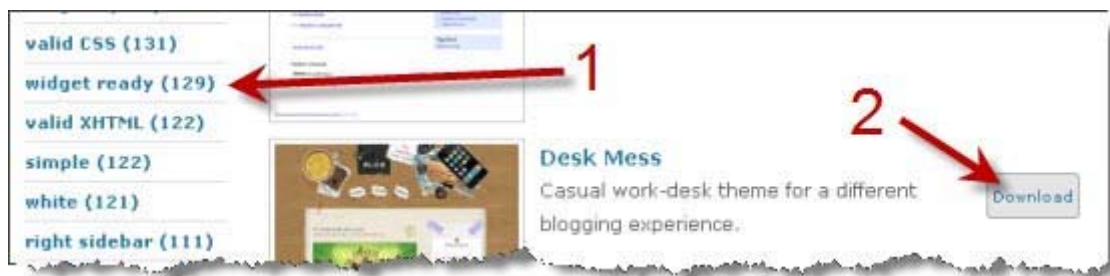 valid CSS (131)
widget ready (129)
valid XHTML (122)
simple (122)
white (121)
right sidebar (111)
1
2
Desk Mess
Casual work-desk theme for a different
blogging experience.
Download